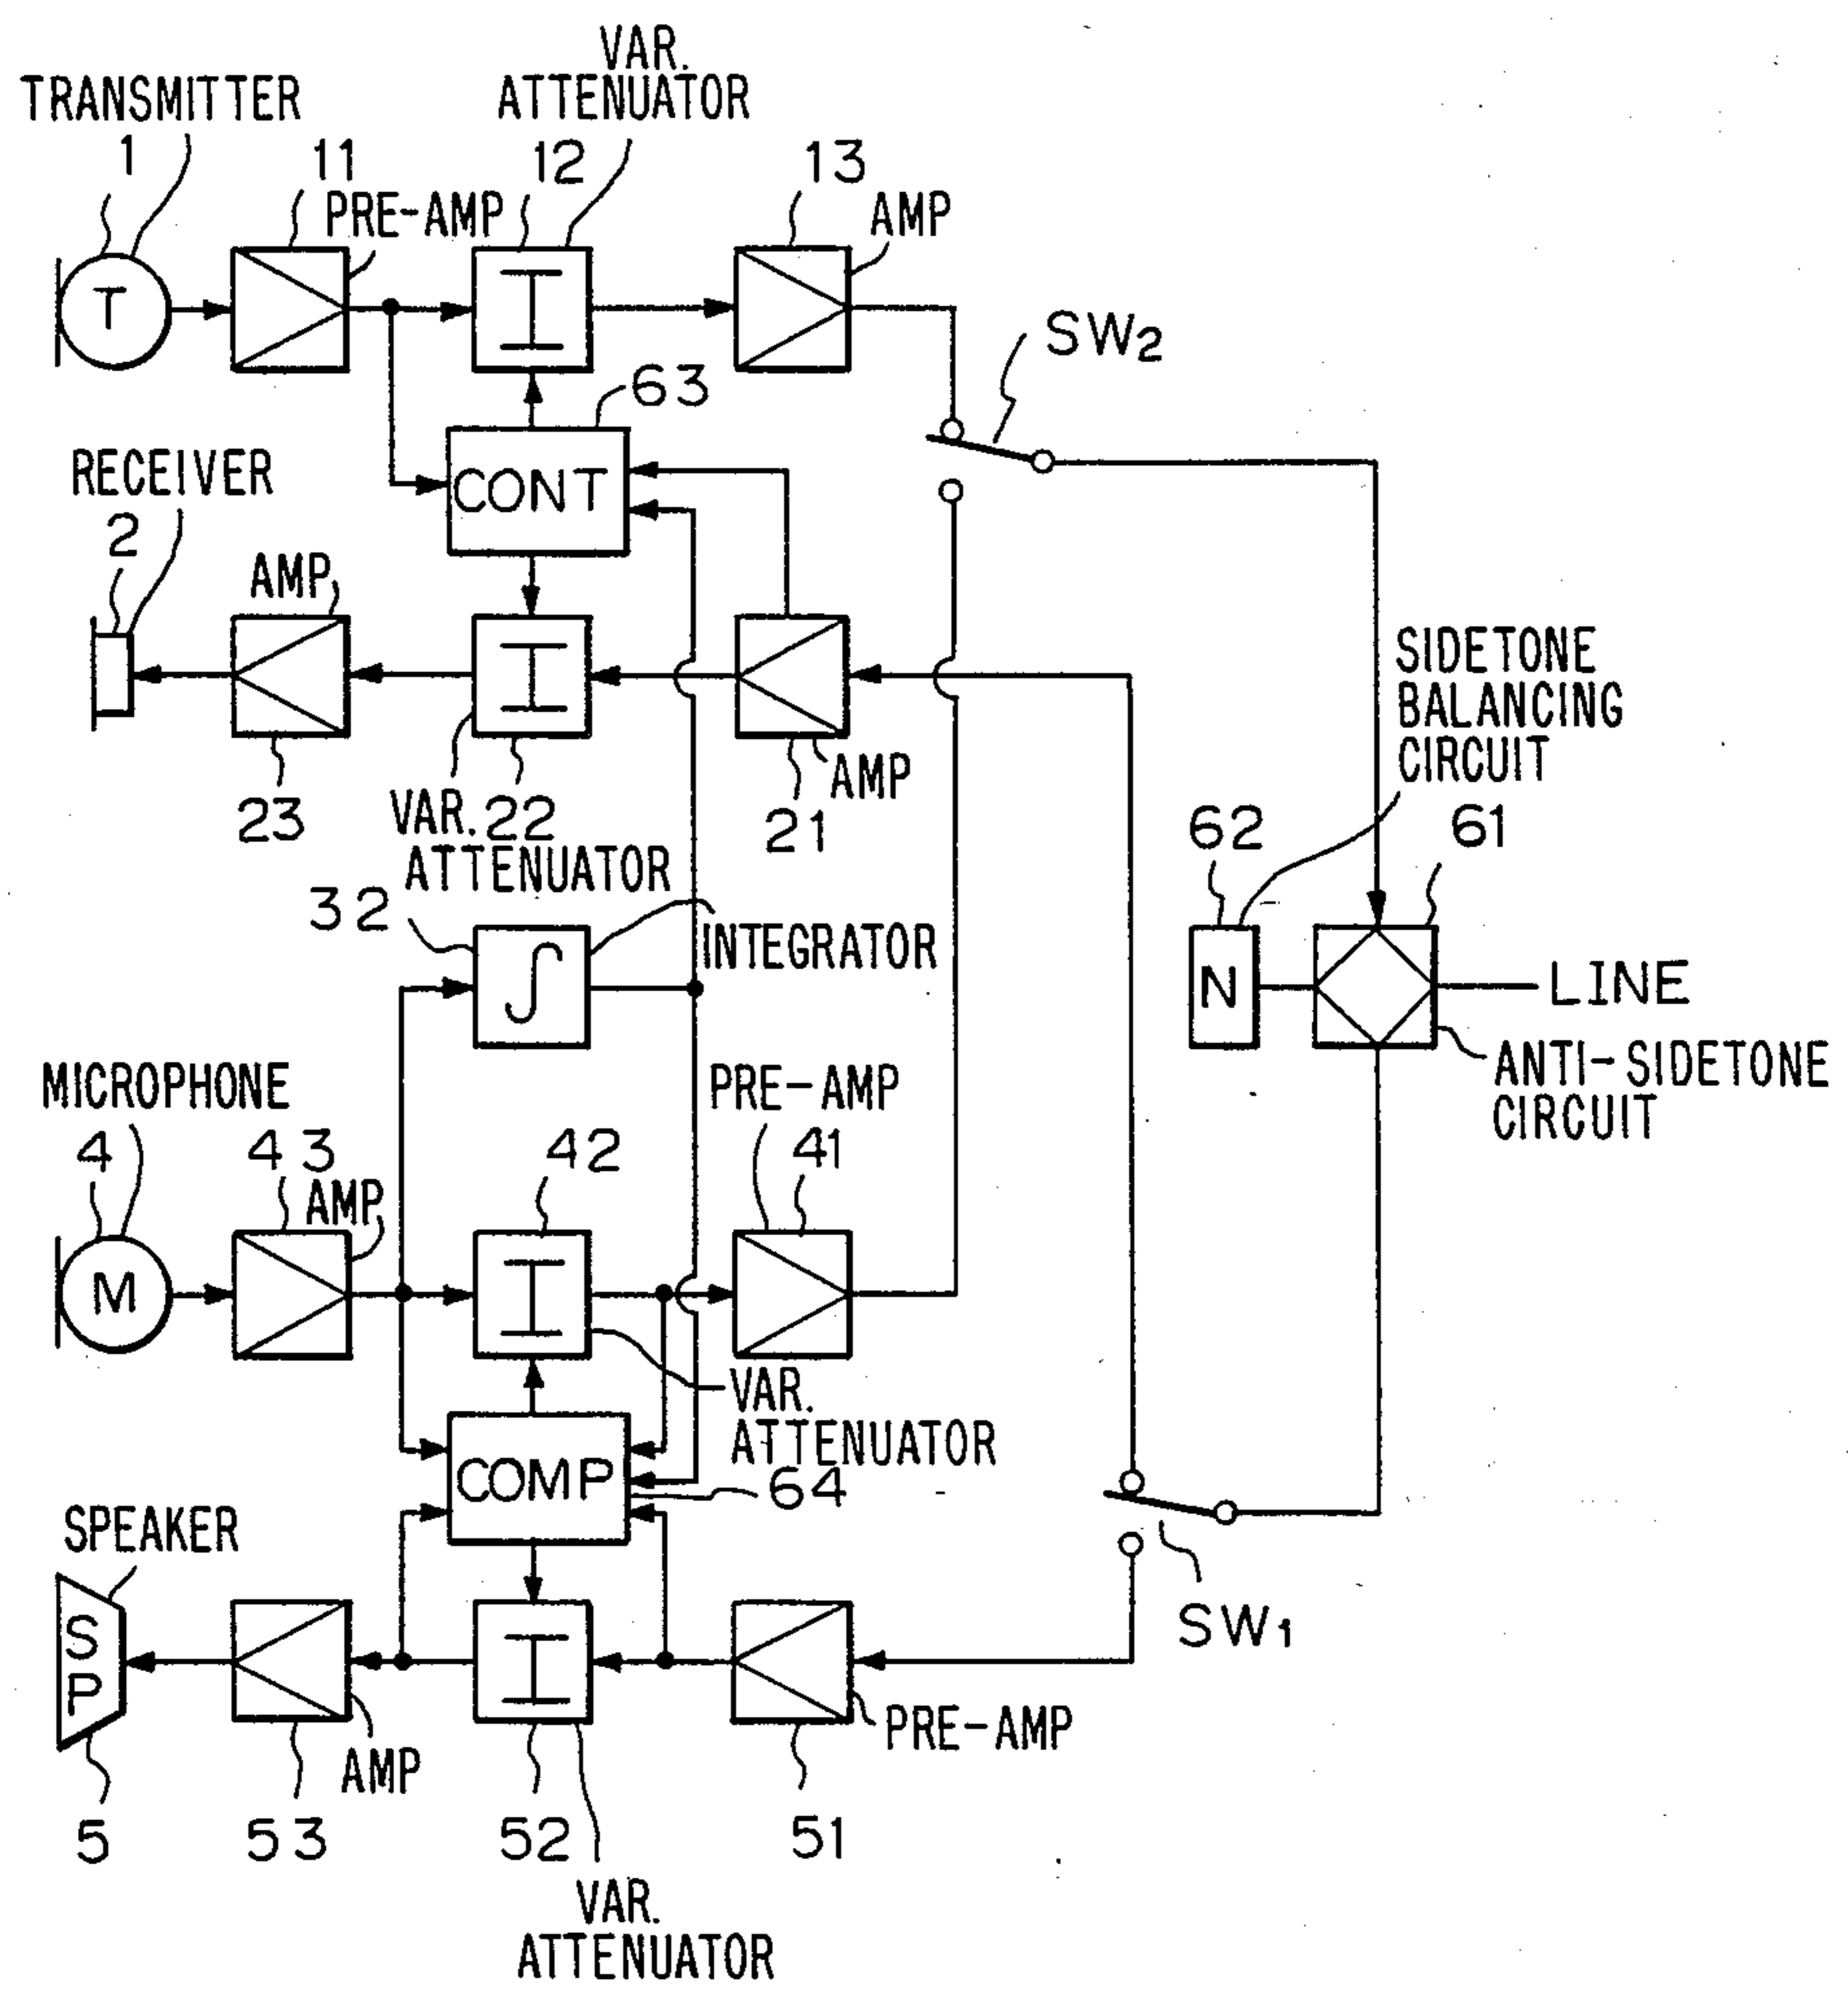 VAR.
ATTENUATOR
TRANSMITTER
1
11
12
13
PRE-AMP
AMP
T
SW2
63
CONT
RECEIVER
2
AMP
SIDETONE
BALANCING
CIRCUIT
23
VAR. 22
ATTENUATOR
21
AMP
62
61
32
INTEGRATOR
∫
N
LINE
ANTI-SIDETONE
CIRCUIT
MICROPHONE
PRE-AMP
4
43
42
41
AMP
M
VAR.
ATTENUATOR
COMP
64
SPEAKER
SP
SW1
PRE-AMP
AMP
5
53
52
51
VAR.
ATTENUATOR